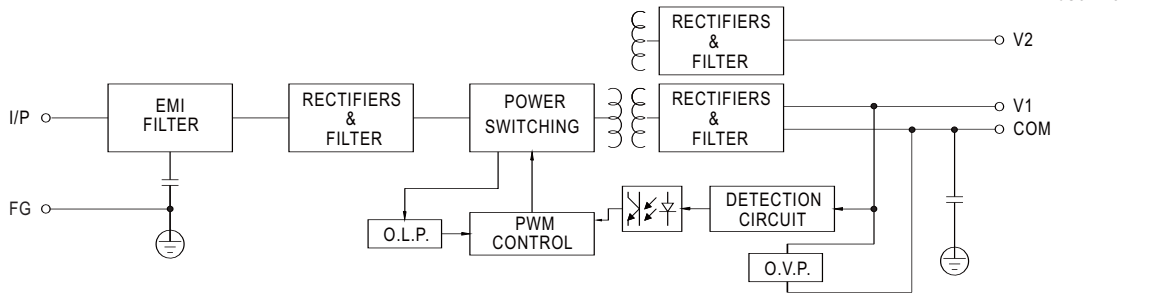 RECTIFIERS
&
FILTER
V2
I/P
EMI
FILTER
RECTIFIERS
&
FILTER
POWER
SWITCHING
RECTIFIERS
&
FILTER
V1
COM
FG
O.L.P.
PWM
CONTROL
DETECTION
CIRCUIT
O.V.P.